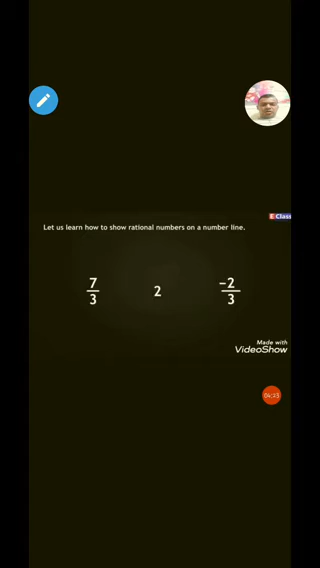 E Class
Let us learn how to show rational numbers on a number line.
7/3 2 -2/3
Made with
VideoShow
04:23